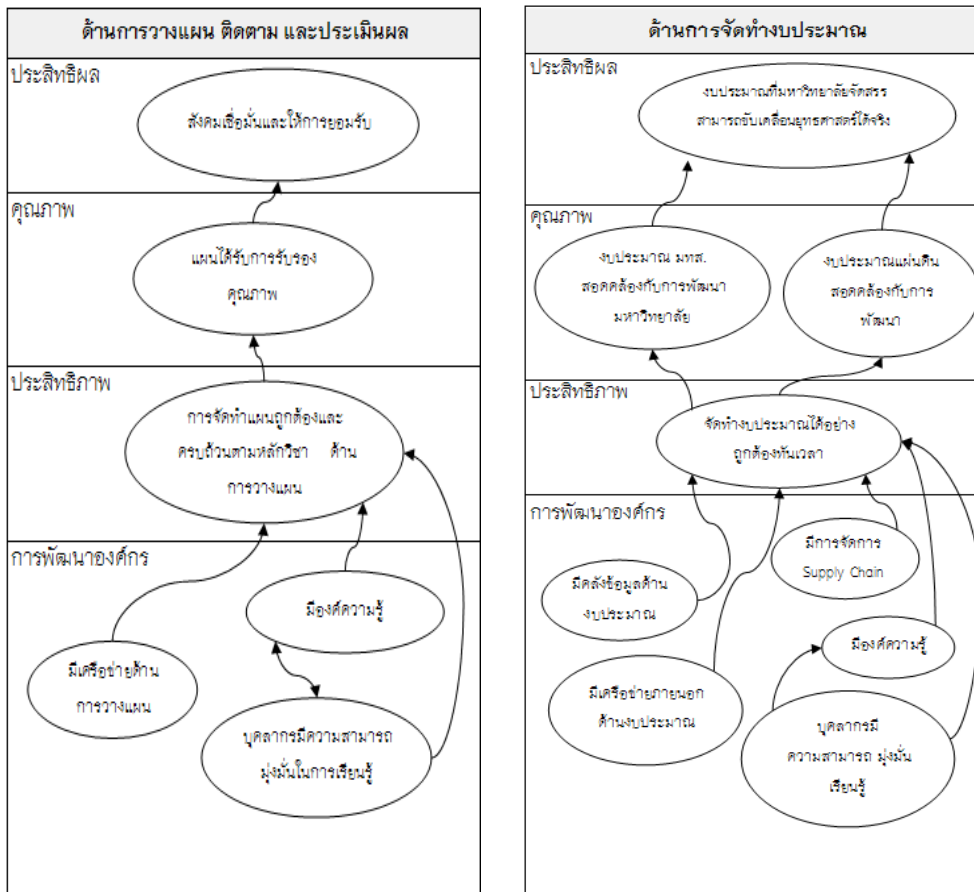 ด้านการวางแผน ติดตาม และประเมินผล
ประสิทธิผล
สังคมเชื่อมั่นและให้การยอมรับ
คุณภาพ
แผนได้รับการรับรอง
คุณภาพ
ประสิทธิภาพ
การจัดทำแผนถูกต้องและ
ครบถ้วนตามหลักวิชา ด้าน
การวางแผน
การพัฒนาองค์กร
มีองค์ความรู้
มีเครือข่ายด้าน
การวางแผน
บุคลากรมีความสามารถ
มุ่งมั่นในการเรียนรู้
ด้านการจัดทำงบประมาณ
ประสิทธิผล
งบประมาณที่มหาวิทยาลัยจัดสรร
สามารถขับเคลื่อนยุทธศาสตร์ได้จริง
คุณภาพ
งบประมาณ มทส.
สอดคล้องกับการพัฒนา
มหาวิทยาลัย
งบประมาณแผ่นดิน
สอดคล้องกับการ
พัฒนา
ประสิทธิภาพ
จัดทำงบประมาณได้อย่าง
ถูกต้องทันเวลา
การพัฒนาองค์กร
มีการจัดการ
Supply Chain
มีคลังข้อมูลด้าน
งบประมาณ
มีองค์ความรู้
มีเครือข่ายภายนอก
ด้านงบประมาณ
บุคลากรมี
ความสามารถ มุ่งมั่น
เรียนรู้